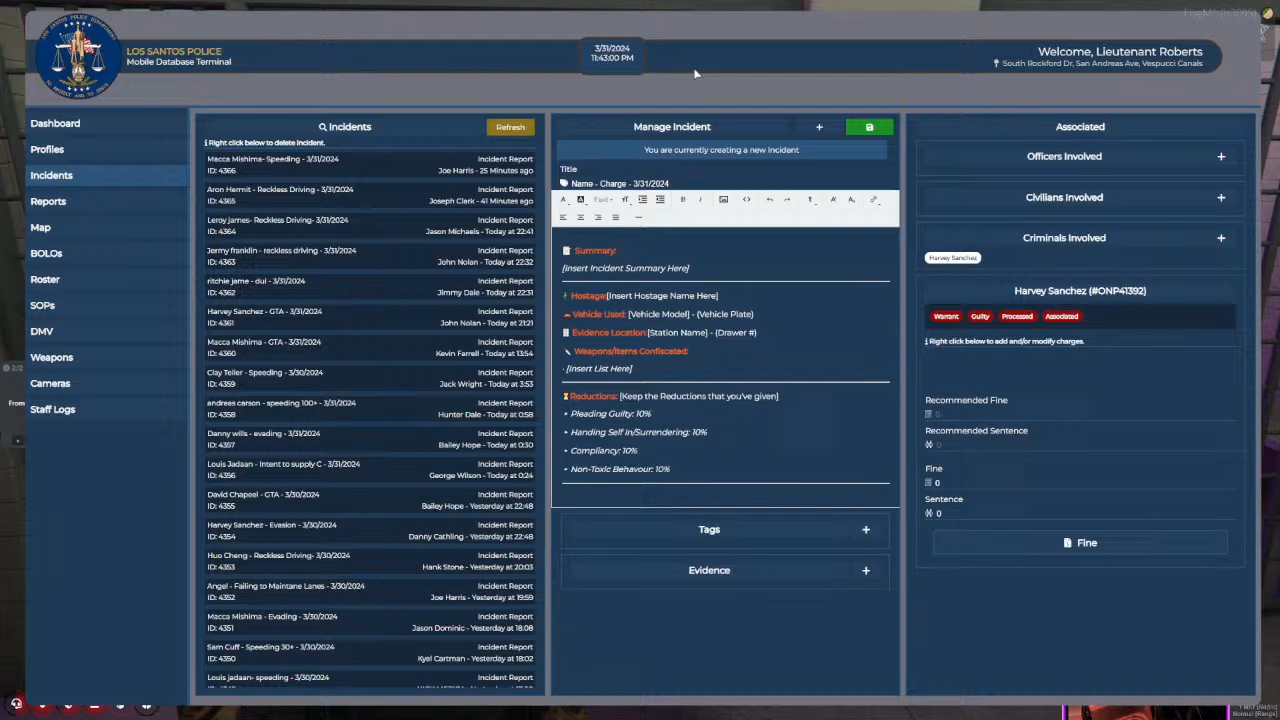 FiveM® (b3095)
LOS SANTOS POLICE
Mobile Database Terminal
3/31/2024
11:43:00 PM
Welcome, Lieutenant Roberts
South Rockford Dr, San Andreas Ave, Vespucci Canals
Dashboard
Profiles
Incidents
Reports
Map
BOLOs
Roster
SOPs
DMV
Weapons
Cameras
Staff Logs
2/2
From
Incidents
Refresh
Right click below to delete incident.
Macca Mishima- Speeding - 3/31/2024 Incident Report
ID: 4366 Joe Harris - 25 Minutes ago
Aron Hermit - Reckless Driving - 3/31/2024 Incident Report
ID: 4365 Joseph Clark - 41 Minutes ago
Leroy james- Reckless Driving- 3/31/2024 Incident Report
ID: 4364 Jason Michaels - Today at 22:41
Jermy franklin - reckless driving - 3/31/2024 Incident Report
ID: 4363 John Nolan - Today at 22:32
ritchie jame - dui - 3/31/2024 Incident Report
ID: 4362 Jimmy Dale - Today at 22:31
Harvey Sanchez - GTA - 3/31/2024 Incident Report
ID: 4361 John Nolan - Today at 21:21
Macca Mishima - GTA - 3/31/2024 Incident Report
ID: 4360 Kevin Farrell - Today at 13:54
Clay Teller - Speeding - 3/30/2024 Incident Report
ID: 4359 Jack Wright - Today at 3:53
andreas carson - speeding 100+ - 3/31/2024 Incident Report
ID: 4358 Hunter Dale - Today at 0:58
Danny wills - evading - 3/31/2024 Incident Report
ID: 4357 Bailey Hope - Today at 0:30
Louis Jadaan - Intent to supply C - 3/31/2024 Incident Report
ID: 4356 George Wilson - Today at 0:24
David Chapeel - GTA - 3/30/2024 Incident Report
ID: 4355 Bailey Hope - Yesterday at 22:48
Harvey Sanchez - Evasion - 3/30/2024 Incident Report
ID: 4354 Danny Cathling - Yesterday at 22:48
Huo Cheng - Reckless Driving- 3/30/2024 Incident Report
ID: 4353 Hank Stone - Yesterday at 20:03
Angel - Failing to Maintane Lanes - 3/30/2024 Incident Report
ID: 4352 Joe Harris - Yesterday at 19:59
Macca Mishima - Evading - 3/30/2024 Incident Report
ID: 4351 Jason Dominic - Yesterday at 18:08
Sam Cuff - Speeding 30+ - 3/30/2024 Incident Report
ID: 4350 Kyel Cartman - Yesterday at 18:02
Louis jadaan- speeding - 3/30/2024 Incident Report
Manage Incident
You are currently creating a new Incident
Title
Name - Charge - 3/31/2024
Font
Summary:
[Insert Incident Summary Here]
Hostage:[Insert Hostage Name Here]
Vehicle Used: [Vehicle Model] - (Vehicle Plate)
Evidence Location:[Station Name] - (Drawer #)
Weapons/Items Confiscated:
· [Insert List Here]
Reductions: [Keep the Reductions that you've given]
‣ Pleading Guilty: 10%
‣ Handing Self In/Surrendering: 10%
‣ Compliancy: 10%
‣ Non-Toxic Behavour: 10%
Tags
Evidence
Associated
Officers Involved
Civilians Involved
Criminals Involved
Harvey Sanchez
Harvey Sanchez (#ONP41392)
Warrant Guilty Processed Associated
Right click below to add and/or modify charges.
Recommended Fine
0
Recommended Sentence
0
Fine
0
Sentence
0
Fine
Normal [Range]